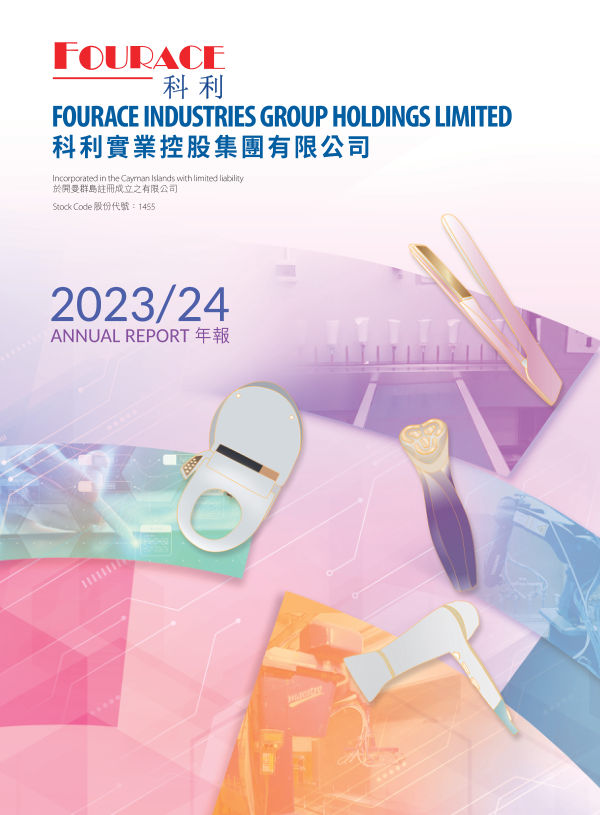 FOURACE
科利
FOURACE INDUSTRIES GROUP HOLDINGS LIMITED
科利實業控股集團有限公司
Incorporated in the Cayman Islands with limited liability
於開曼群島註冊成立之有限公司
Stock Code 股份代號：1455
2023/24
ANNUAL REPORT 年報